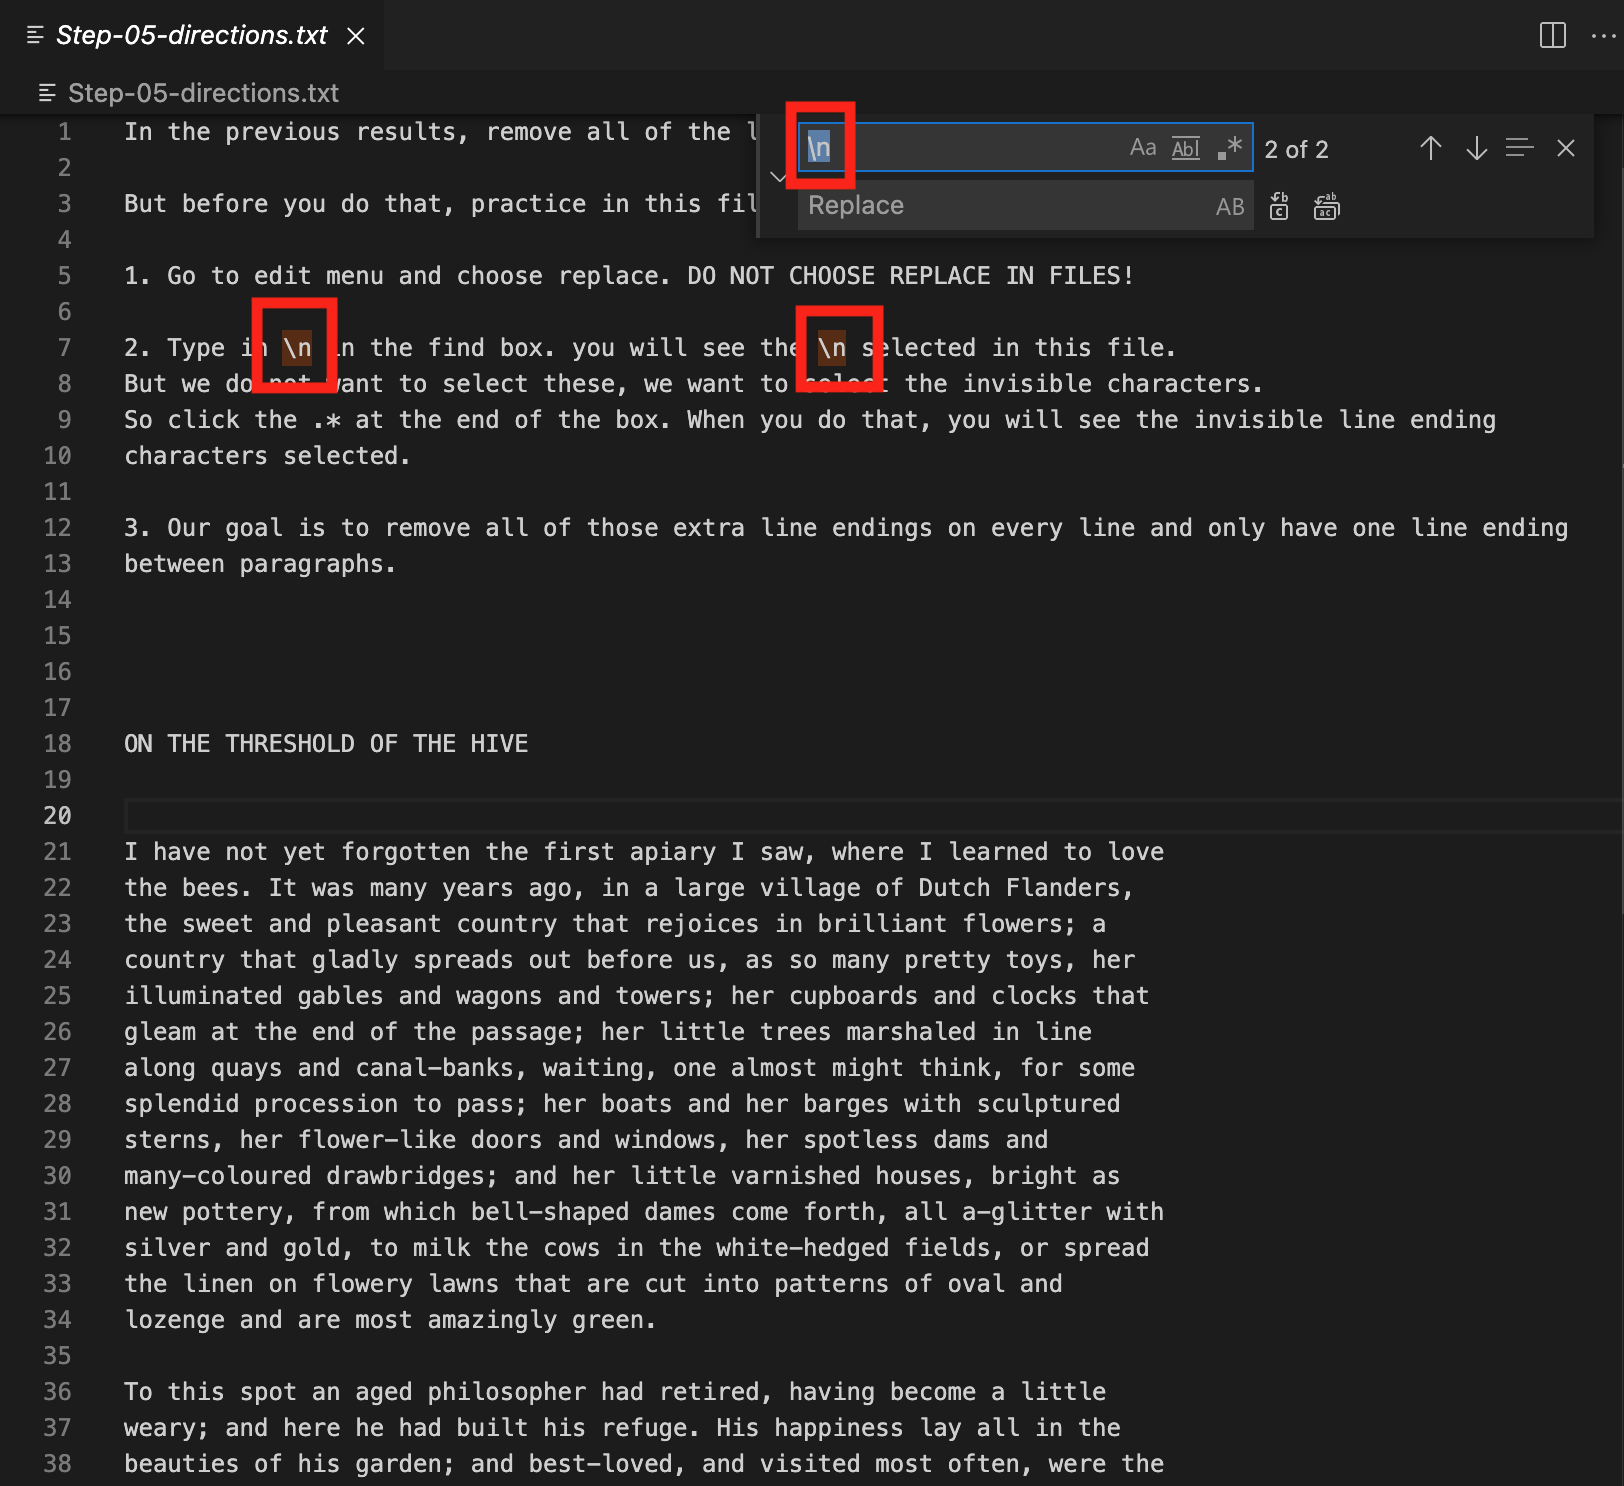 Step-05-directions.txt
Step-05-directions.txt
\n Aa Abl .* 2 of 2
Replace AB
1 In the previous results, remove all of the l
2
3 But before you do that, practice in this fil
4
5 1. Go to edit menu and choose replace. DO NOT CHOOSE REPLACE IN FILES!
6
7 2. Type in \n in the find box. you will see the \n selected in this file.
8 But we do not want to select these, we want to select the invisible characters.
9 So click the .* at the end of the box. When you do that, you will see the invisible line ending
10 characters selected.
11
12 3. Our goal is to remove all of those extra line endings on every line and only have one line ending
13 between paragraphs.
14
15
16
17
18 ON THE THRESHOLD OF THE HIVE
19
20
21 I have not yet forgotten the first apiary I saw, where I learned to love
22 the bees. It was many years ago, in a large village of Dutch Flanders,
23 the sweet and pleasant country that rejoices in brilliant flowers; a
24 country that gladly spreads out before us, as so many pretty toys, her
25 illuminated gables and wagons and towers; her cupboards and clocks that
26 gleam at the end of the passage; her little trees marshaled in line
27 along quays and canal-banks, waiting, one almost might think, for some
28 splendid procession to pass; her boats and her barges with sculptured
29 sterns, her flower-like doors and windows, her spotless dams and
30 many-coloured drawbridges; and her little varnished houses, bright as
31 new pottery, from which bell-shaped dames come forth, all a-glitter with
32 silver and gold, to milk the cows in the white-hedged fields, or spread
33 the linen on flowery lawns that are cut into patterns of oval and
34 lozenge and are most amazingly green.
35
36 To this spot an aged philosopher had retired, having become a little
37 weary; and here he had built his refuge. His happiness lay all in the
38 beauties of his garden; and best-loved, and visited most often, were the